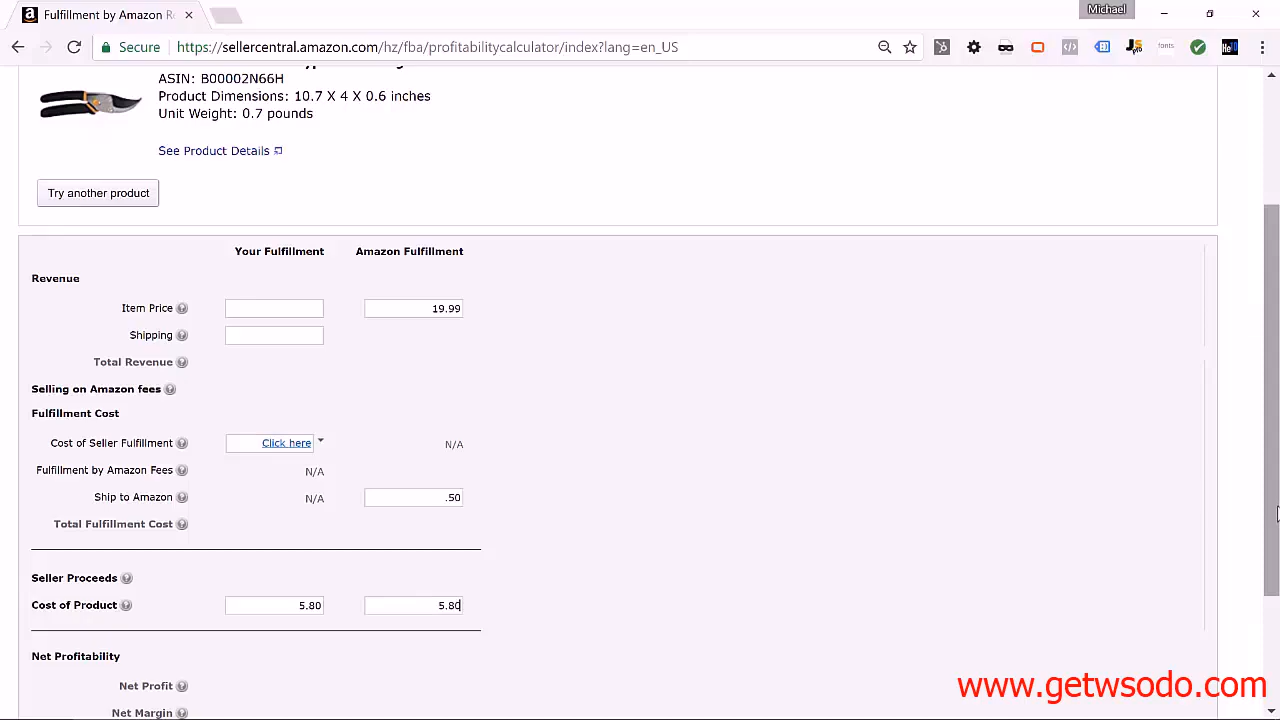 Fulfillment by Amazon Re
Michael
Secure
https://sellercentral.amazon.com/hz/fba/profitabilitycalculator/index?lang=en_US
fonts
ASIN: B00002N66H
Product Dimensions: 10.7 X 4 X 0.6 inches
Unit Weight: 0.7 pounds
See Product Details
Try another product
Your Fulfillment Amazon Fulfillment
Revenue
Item Price 19.99
Shipping
Total Revenue
Selling on Amazon fees
Fulfillment Cost
Cost of Seller Fulfillment Click here N/A
Fulfillment by Amazon Fees N/A
Ship to Amazon N/A .50
Total Fulfillment Cost
Seller Proceeds
Cost of Product 5.80 5.80
Net Profitability
Net Profit
Net Margin
www.getwsodo.com